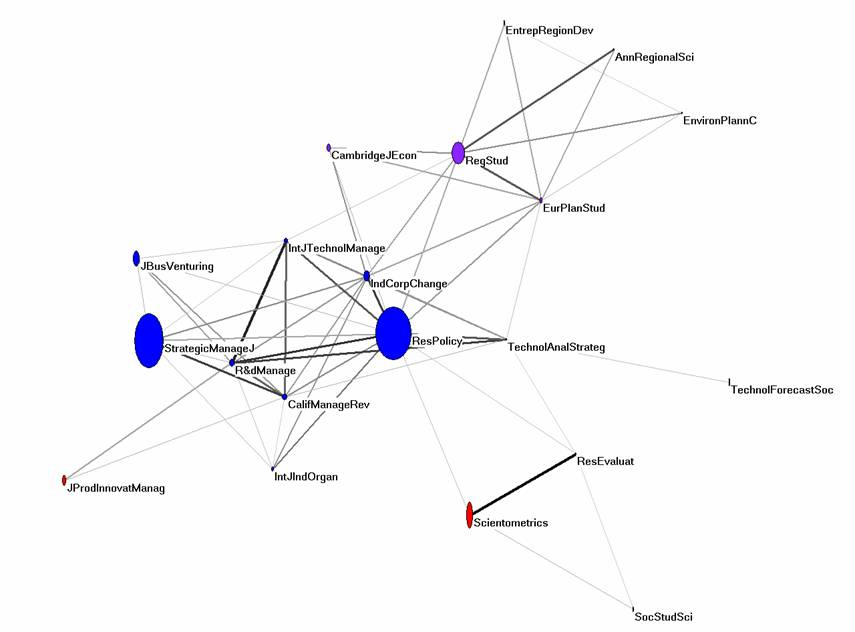 EntrepRegionDev
AnnRegionalSci
EnvironPlannC
CambridgeJEcon
RegStud
EurPlanStud
IntJTechnolManage
JBusVenturing
IndCorpChange
ResPolicy
StrategicManageJ
TechnolAnalStrateg
R&dManage
TechnolForecastSoc
CalifManageRev
ResEvaluat
IntJIndOrgan
JProdInnovatManag
Scientometrics
SocStudSci